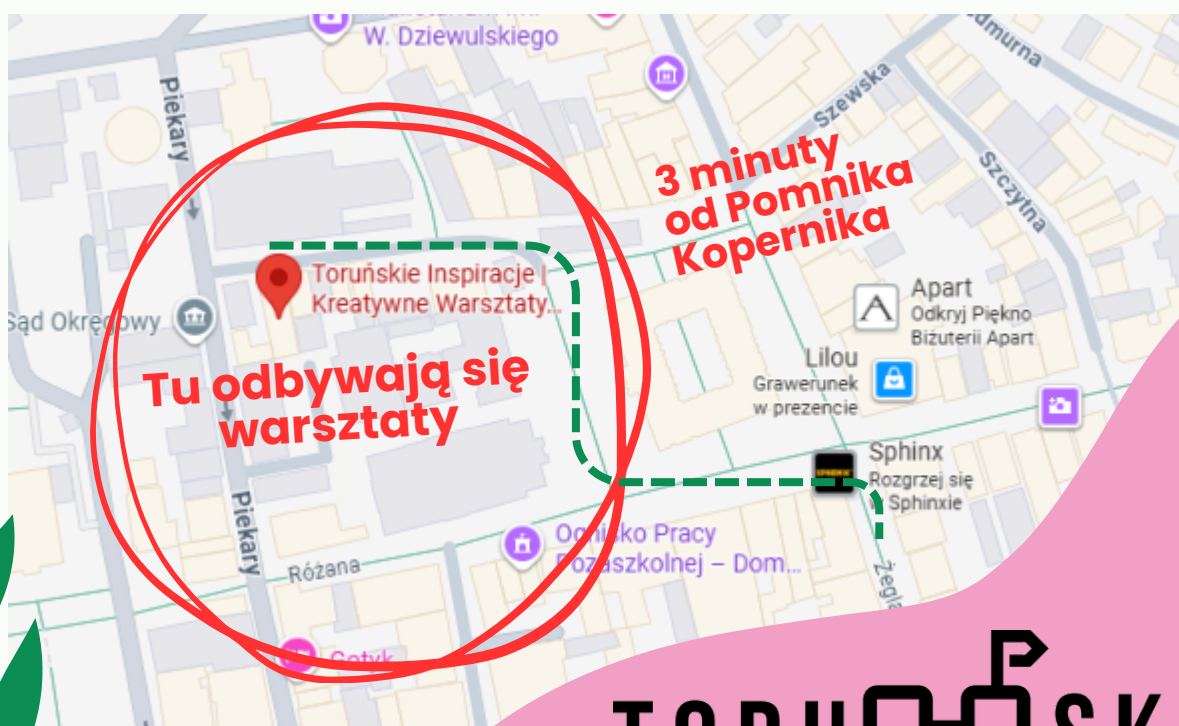 W. Dziewulskiego
Piekary
Szewska
Szczytna
3 minuty
od Pomnika
Kopernika
Toruńskie Inspiracje |
Kreatywne Warsztaty...
Sąd Okręgowy
Apart
Odkryj Piękno
Biżuterii Apart
Lilou
Grawerunek
w prezencie
Tu odbywają się
warsztaty
Sphinx
Rozgrzej się
w Sphinxie
SPHINX
Piekary
Ognisko Pracy
Pozaszkolnej – Dom...
Różana
Gotyk